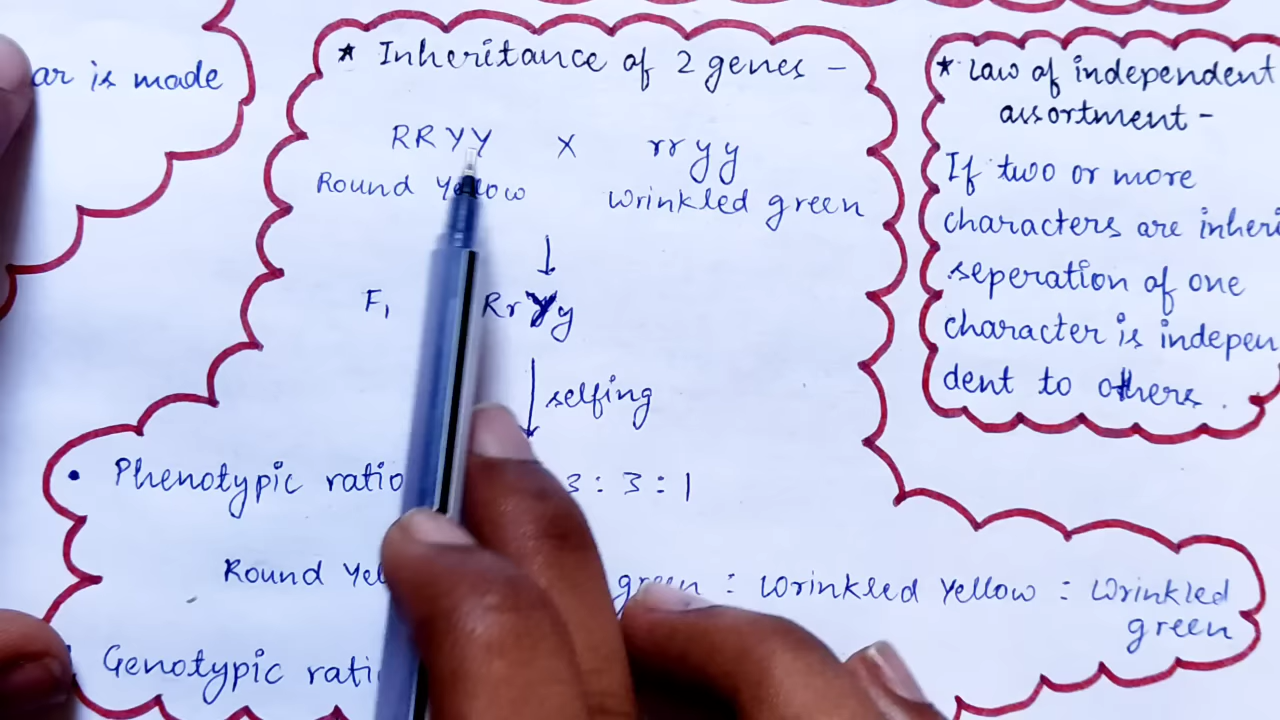 ar is made
★ Inheritance of 2 genes -
RRYY X rryy
Round Yellow wrinkled green
↓
F₁ RrYy
↓ selfing
• Phenotypic ratio 3 : 3 : 1
Round Yel green : wrinkled Yellow : wrinkled
green
Genotypic rati
★ Law of independent
assortment -
If two or more
characters are inheri
seperation of one
character is indepen
dent to others .